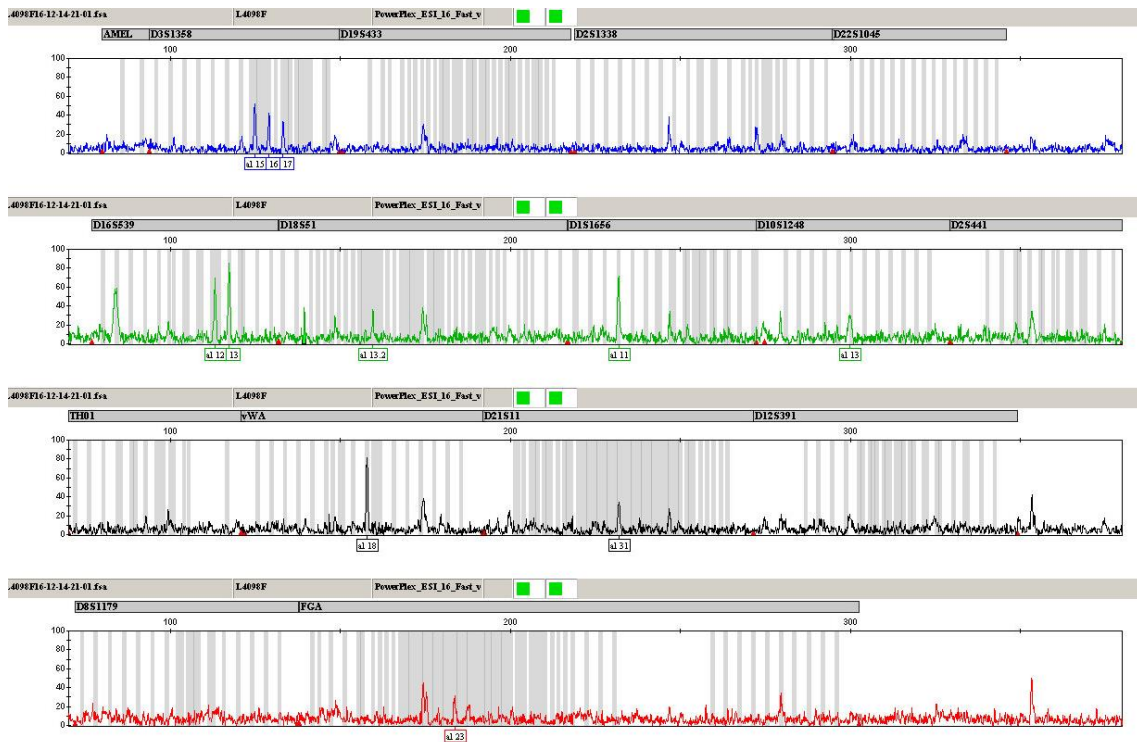 L4098F16-12-14-21-01.fsa L4098F PowerPlex_ESI_16_Fast_v
AMEL D3S1358 D19S433 D2S1338 D22S1045
100 200 300
100
80
60
40
20
0
al 15 16 17
L4098F16-12-14-21-01.fsa L4098F PowerPlex_ESI_16_Fast_v
D16S539 D18S51 D1S1656 D10S1248 D2S441
100 200 300
100
80
60
40
20
0
al 12 13 al 13.2 al 11 al 13
L4098F16-12-14-21-01.fsa L4098F PowerPlex_ESI_16_Fast_v
TH01 vWA D21S11 D12S391
100 200 300
100
80
60
40
20
0
al 18 al 31
L4098F16-12-14-21-01.fsa L4098F PowerPlex_ESI_16_Fast_v
D8S1179 FGA
100 200 300
100
80
60
40
20
0
al 23